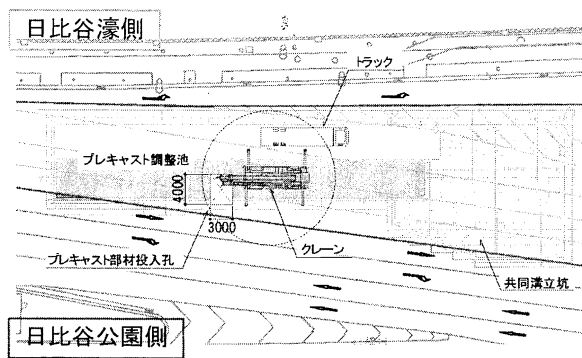 日比谷濠側
トラック
プレキャスト調整池
4000
3000
クレーン
プレキャスト部材投入孔
共同溝立坑
日比谷公園側